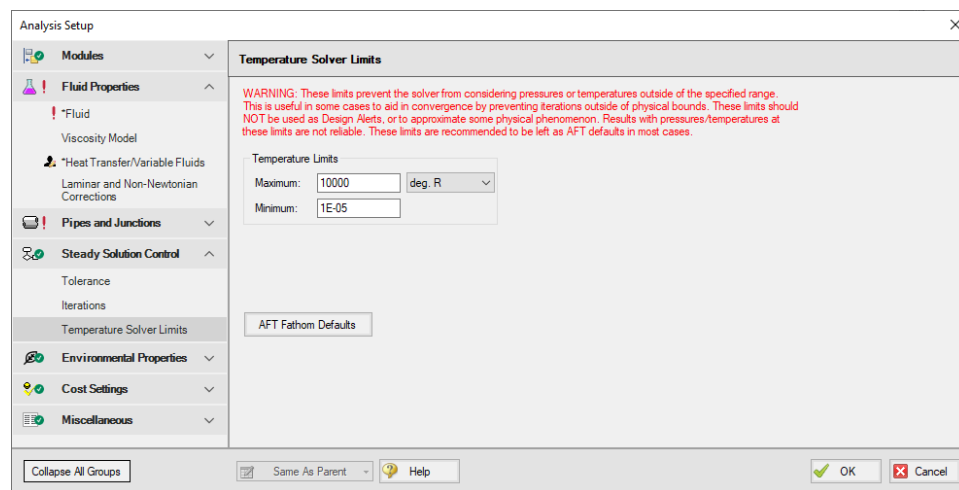 Analysis Setup
Modules
Fluid Properties
*Fluid
Viscosity Model
*Heat Transfer/Variable Fluids
Laminar and Non-Newtonian
Corrections
Pipes and Junctions
Steady Solution Control
Tolerance
Iterations
Temperature Solver Limits
Environmental Properties
Cost Settings
Miscellaneous
Collapse All Groups
Temperature Solver Limits
WARNING: These limits prevent the solver from considering pressures or temperatures outside of the specified range.
This is useful in some cases to aid in convergence by preventing iterations outside of physical bounds. These limits should
NOT be used as Design Alerts, or to approximate some physical phenomenon. Results with pressures/temperatures at
these limits are not reliable. These limits are recommended to be left as AFT defaults in most cases.
Temperature Limits
Maximum: 10000 deg. R
Minimum: 1E-05
AFT Fathom Defaults
Same As Parent
Help
OK
Cancel